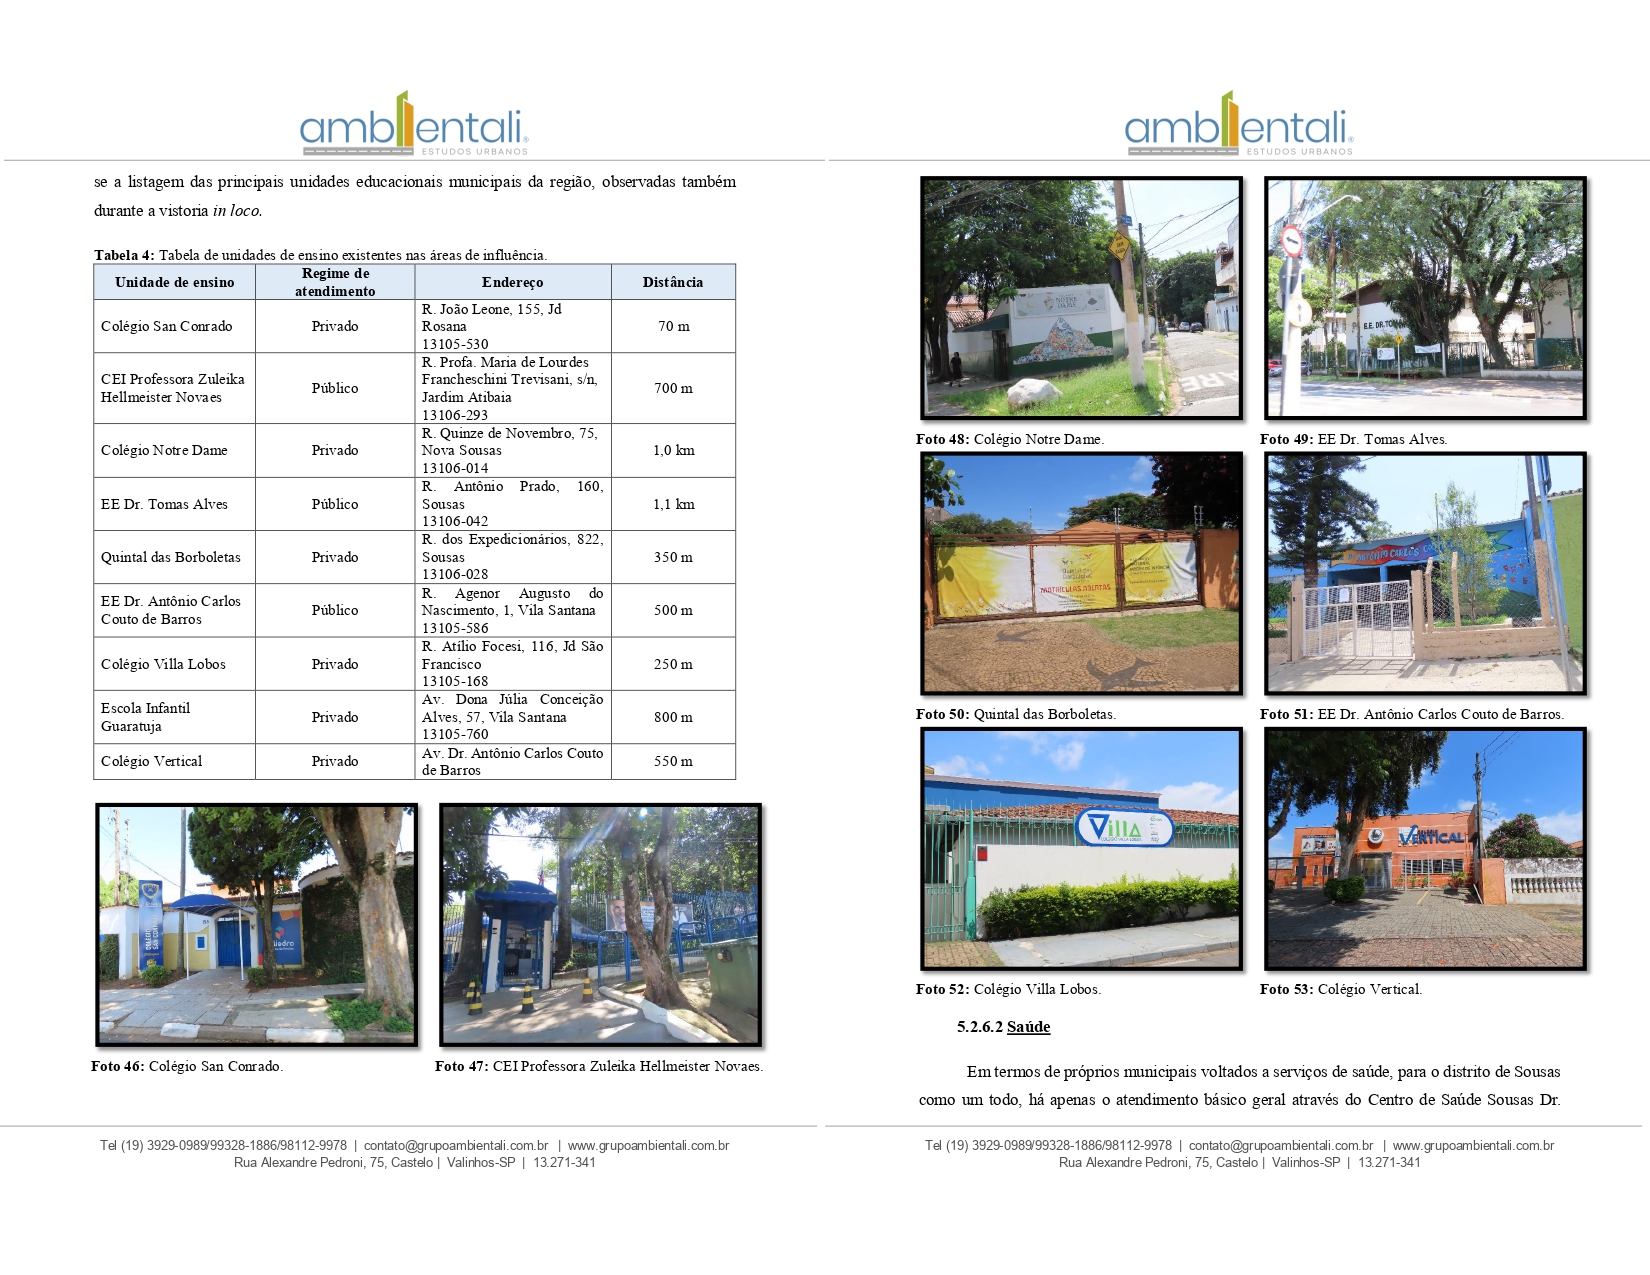 ambientali
ESTUDOS URBANOS
se a listagem das principais unidades educacionais municipais da região, observadas também
durante a vistoria in loco.
Tabela 4: Tabela de unidades de ensino existentes nas áreas de influência.
Unidade de ensino
Regime de
atendimento
Endereço
Distância
Colégio San Conrado
Privado
R. João Leone, 155, Jd
Rosana
13105-530
70 m
CEI Professora Zuleika
Hellmeister Novaes
Público
R. Profa. Maria de Lourdes
Francheschini Trevisani, s/n,
Jardim Atibaia
13106-293
700 m
Colégio Notre Dame
Privado
R. Quinze de Novembro, 75,
Nova Sousas
13106-014
1,0 km
EE Dr. Tomas Alves
Público
R. Antônio Prado, 160,
Sousas
13106-042
1,1 km
Quintal das Borboletas
Privado
R. dos Expedicionários, 822,
Sousas
13106-028
350 m
EE Dr. Antônio Carlos
Couto de Barros
Público
R. Agenor Augusto do
Nascimento, 1, Vila Santana
13105-586
500 m
Colégio Villa Lobos
Privado
R. Atílio Focesi, 116, Jd São
Francisco
13105-168
250 m
Escola Infantil
Guaratuja
Privado
Av. Dona Júlia Conceição
Alves, 57, Vila Santana
13105-760
800 m
Colégio Vertical
Privado
Av. Dr. Antônio Carlos Couto
de Barros
550 m
Foto 46: Colégio San Conrado.
Foto 47: CEI Professora Zuleika Hellmeister Novaes.
Tel (19) 3929-0989/99328-1886/98112-9978 | contato@grupoambientali.com.br | www.grupoambientali.com.br
Rua Alexandre Pedroni, 75, Castelo | Valinhos-SP | 13.271-341
ambientali
ESTUDOS URBANOS
NOTRE
DAME
E.E. DR.TO
Foto 48: Colégio Notre Dame.
Foto 49: EE Dr. Tomas Alves.
MATRÍCULAS ABERTAS
ANTÔNIO CARLOS
Foto 50: Quintal das Borboletas.
Foto 51: EE Dr. Antônio Carlos Couto de Barros.
Villa
COLÉGIO VILLA LOBOS
VERTICAL
Foto 52: Colégio Villa Lobos.
Foto 53: Colégio Vertical.
5.2.6.2 Saúde
Em termos de próprios municipais voltados a serviços de saúde, para o distrito de Sousas
como um todo, há apenas o atendimento básico geral através do Centro de Saúde Sousas Dr.
Tel (19) 3929-0989/99328-1886/98112-9978 | contato@grupoambientali.com.br | www.grupoambientali.com.br
Rua Alexandre Pedroni, 75, Castelo | Valinhos-SP | 13.271-341